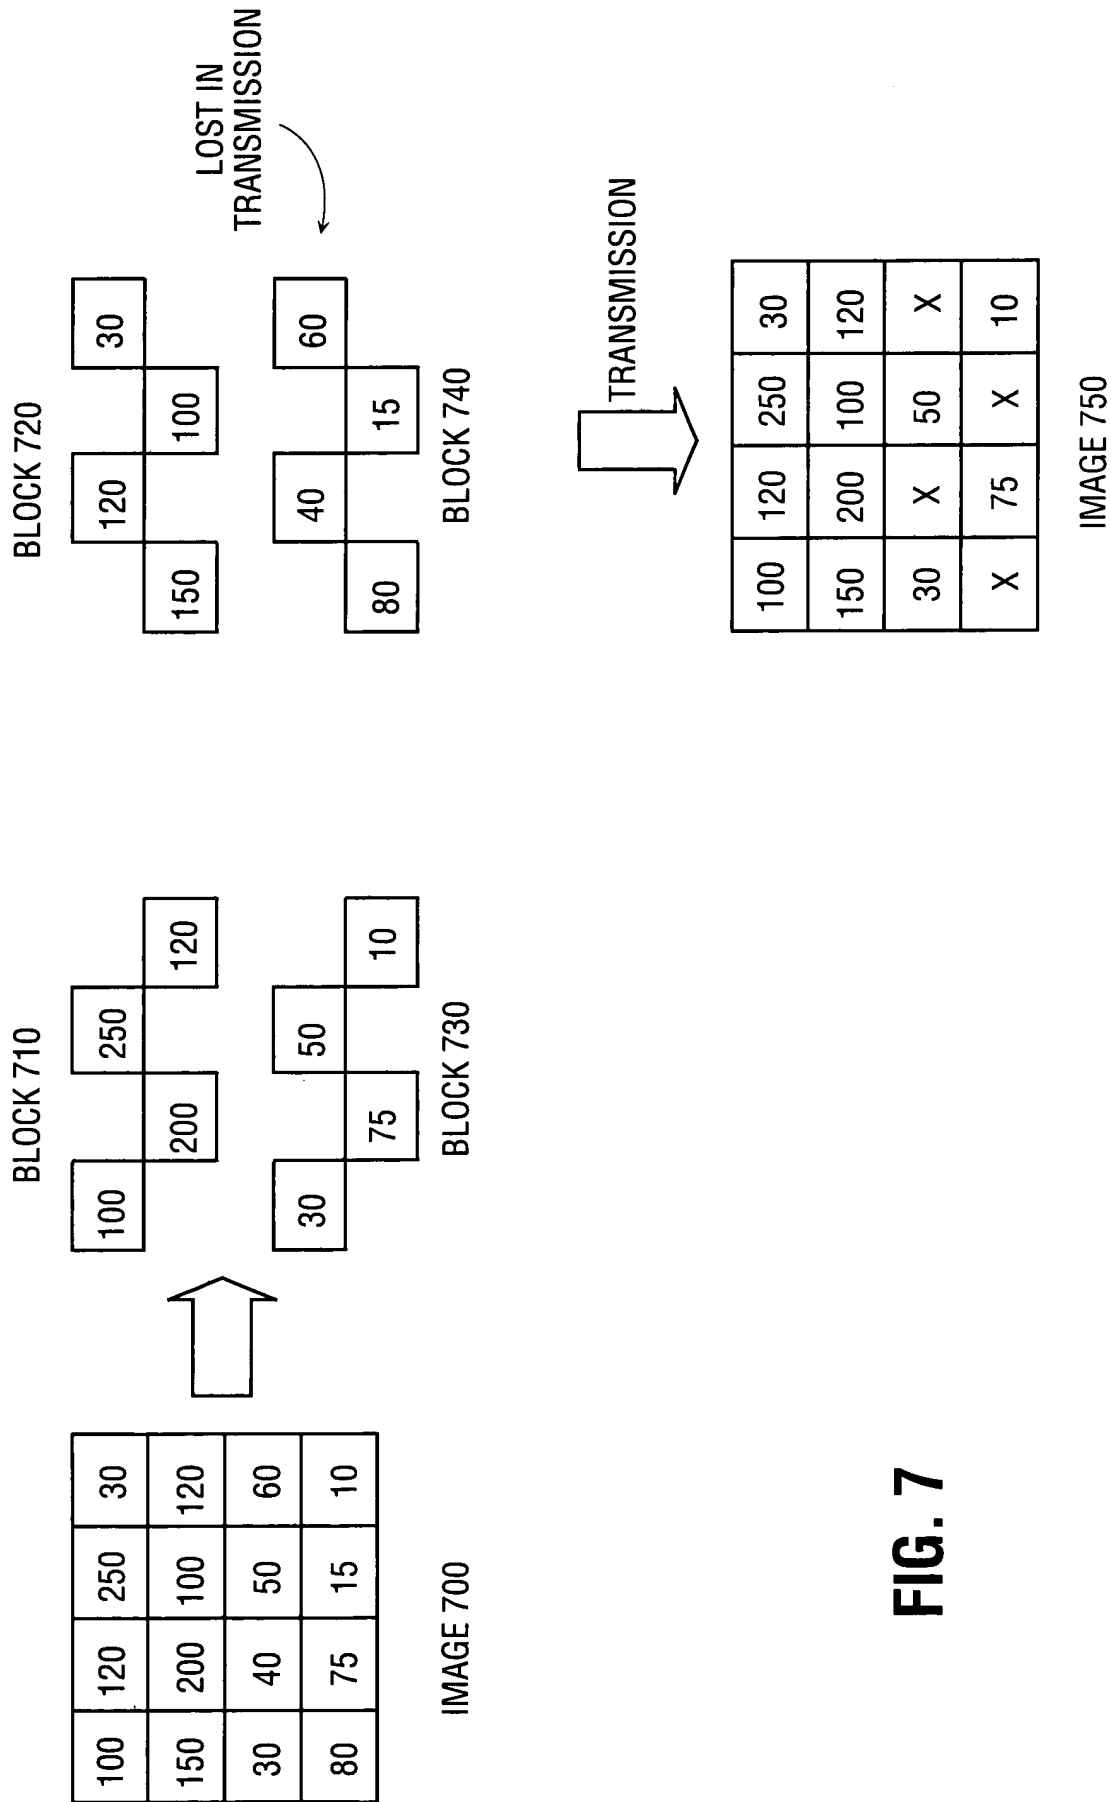 BLOCK 710
100 250
200 120
30 50
75 10
BLOCK 730
BLOCK 720
120 30
150 100
40 60
80 15
BLOCK 740
LOST IN
TRANSMISSION
100 120 250 30
150 200 100 120
30 40 50 60
80 75 15 10
IMAGE 700
TRANSMISSION
100 120 250 30
150 200 100 120
30 X 50 X
X 75 X 10
IMAGE 750
FIG. 7